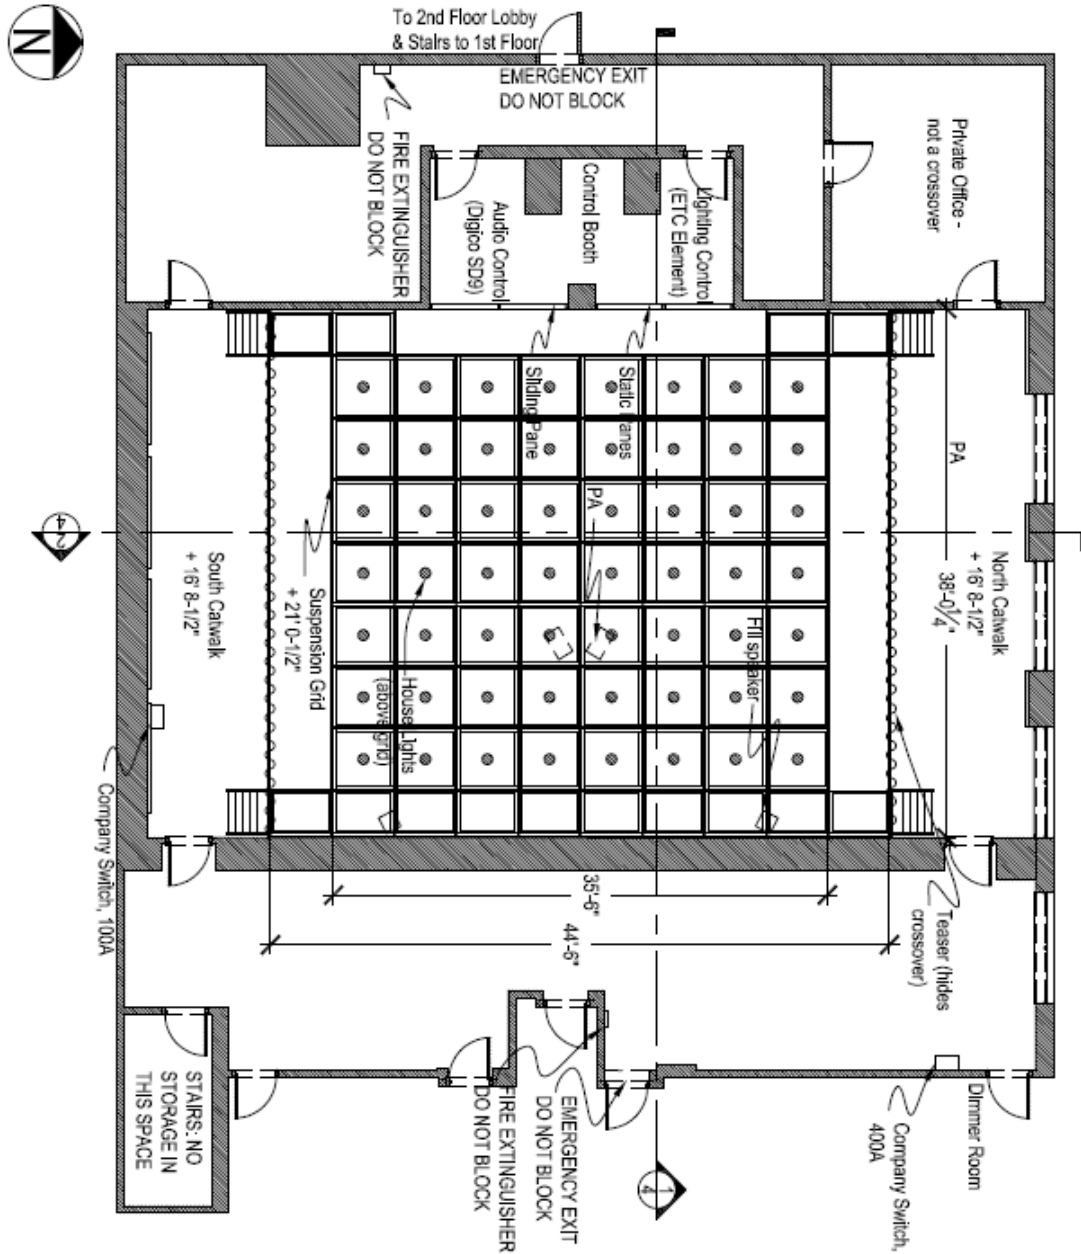 N
To 2nd Floor Lobby
& Stairs to 1st Floor
EMERGENCY EXIT
DO NOT BLOCK
FIRE EXTINGUISHER
DO NOT BLOCK
Private Office -
not a crossover
Control Booth
Audio Control
(Digico SD9)
Lighting Control
(ETC Element)
Sliding Pane
Static Panes
PA
PA
2
4
South Catwalk
+ 16' 8-1/2"
Suspension Grid
+ 21' 0-1/2"
North Catwalk
+ 16' 8-1/2"
38'-0 1/4"
House Lights
(above grid)
Fill speaker
Company Switch, 100A
35'-6"
44'-6"
Teaser (hides
crossover)
STAIRS: NO
STORAGE IN
THIS SPACE
FIRE EXTINGUISHER
DO NOT BLOCK
EMERGENCY EXIT
DO NOT BLOCK
1
4
Dimmer Room
Company Switch,
400A